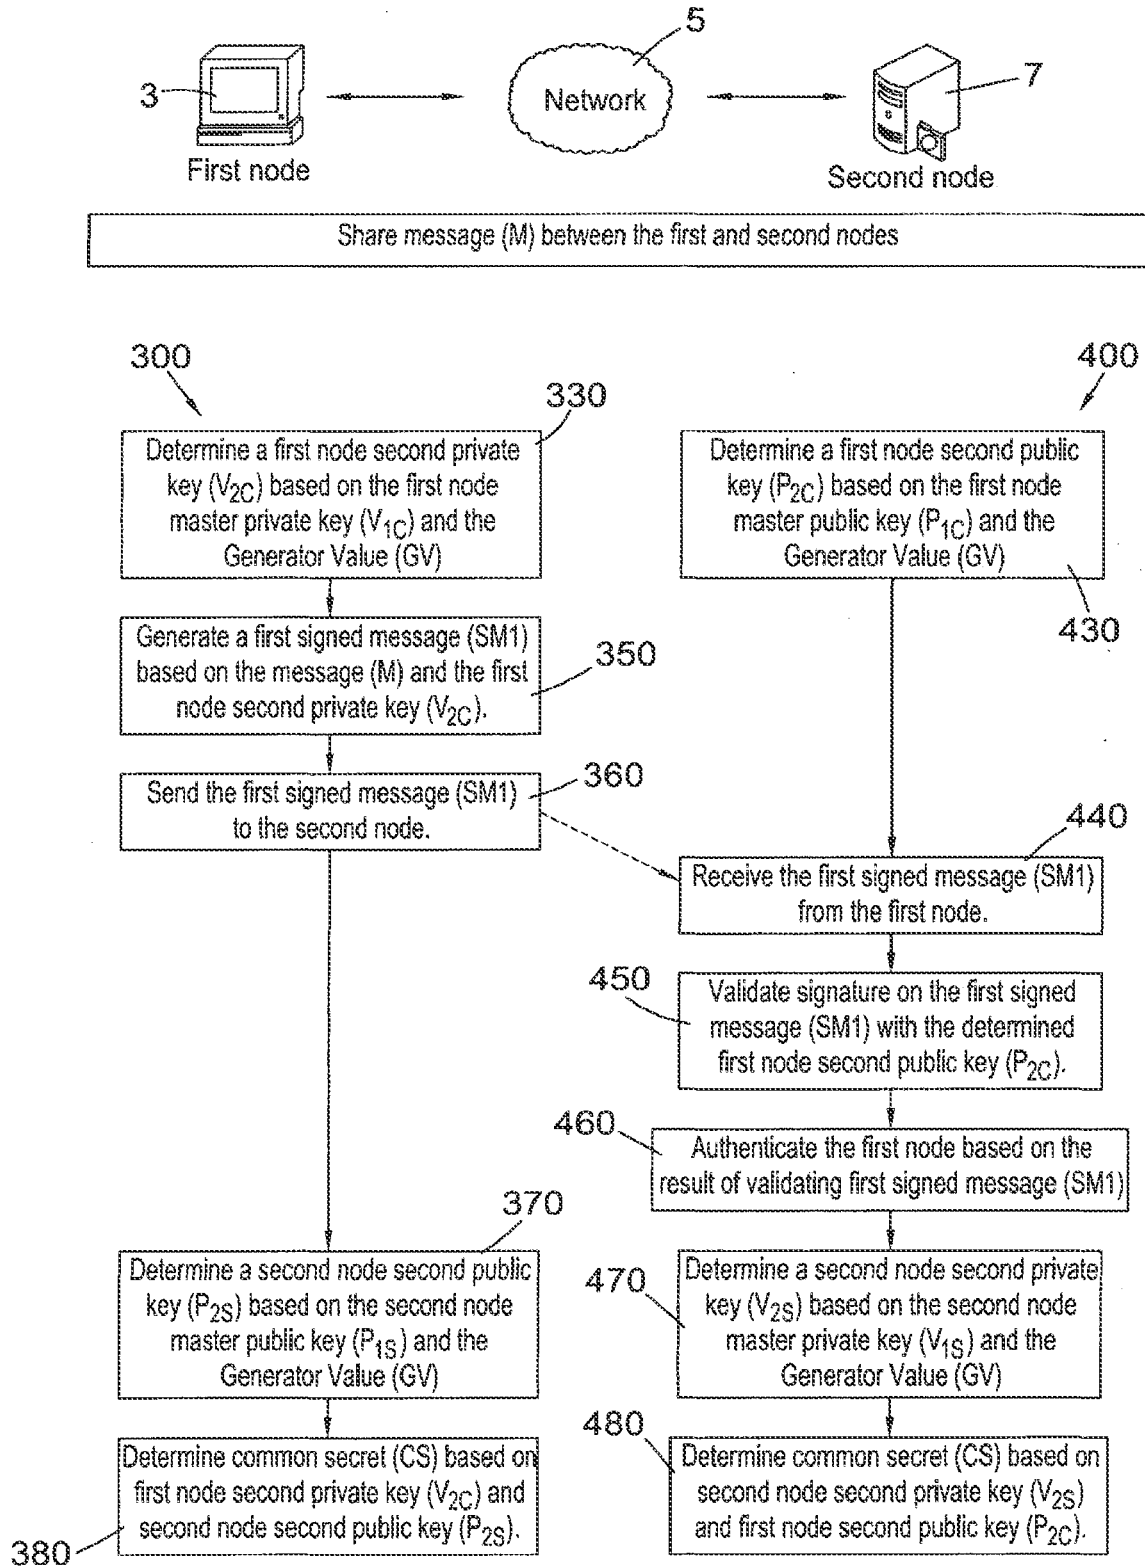 5
3
Network
7
First node
Second node
Share message (M) between the first and second nodes
300
400
330
Determine a first node second private
key (V2C) based on the first node
master private key (V1C) and the
Generator Value (GV)
Determine a first node second public
key (P2C) based on the first node
master public key (P1C) and the
Generator Value (GV)
430
Generate a first signed message (SM1)
based on the message (M) and the first
node second private key (V2C).
350
360
Send the first signed message (SM1)
to the second node.
440
Receive the first signed message (SM1)
from the first node.
450
Validate signature on the first signed
message (SM1) with the determined
first node second public key (P2C).
460
Authenticate the first node based on the
result of validating first signed message (SM1)
370
Determine a second node second public
key (P2S) based on the second node
master public key (P1S) and the
Generator Value (GV)
470
Determine a second node second private
key (V2S) based on the second node
master private key (V1S) and the
Generator Value (GV)
480
Determine common secret (CS) based on
first node second private key (V2C) and
second node second public key (P2S).
380
Determine common secret (CS) based on
second node second private key (V2S)
and first node second public key (P2C).